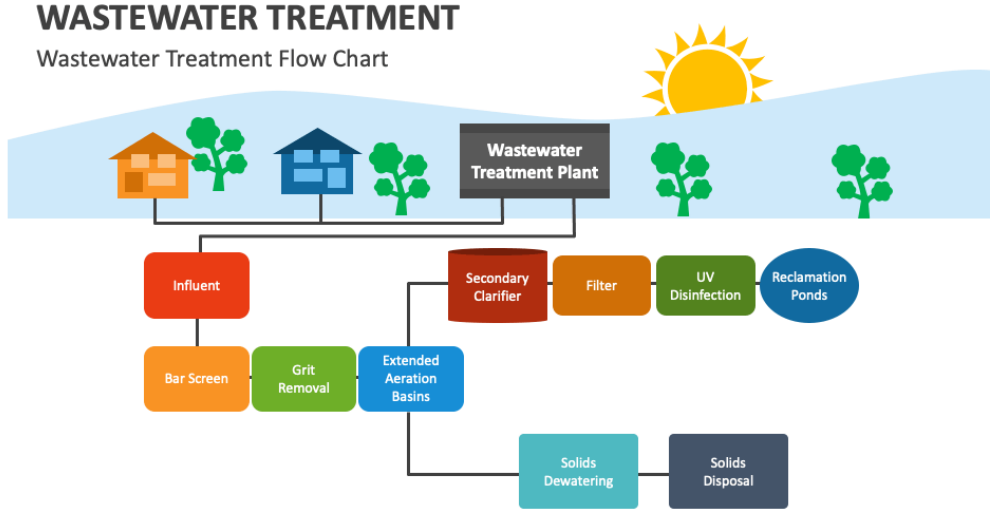 WASTEWATER TREATMENT
Wastewater Treatment Flow Chart
Wastewater
Treatment Plant
Influent
Secondary
Clarifier
Filter
UV
Disinfection
Reclamation
Ponds
Bar Screen
Grit
Removal
Extended
Aeration
Basins
Solids
Dewatering
Solids
Disposal